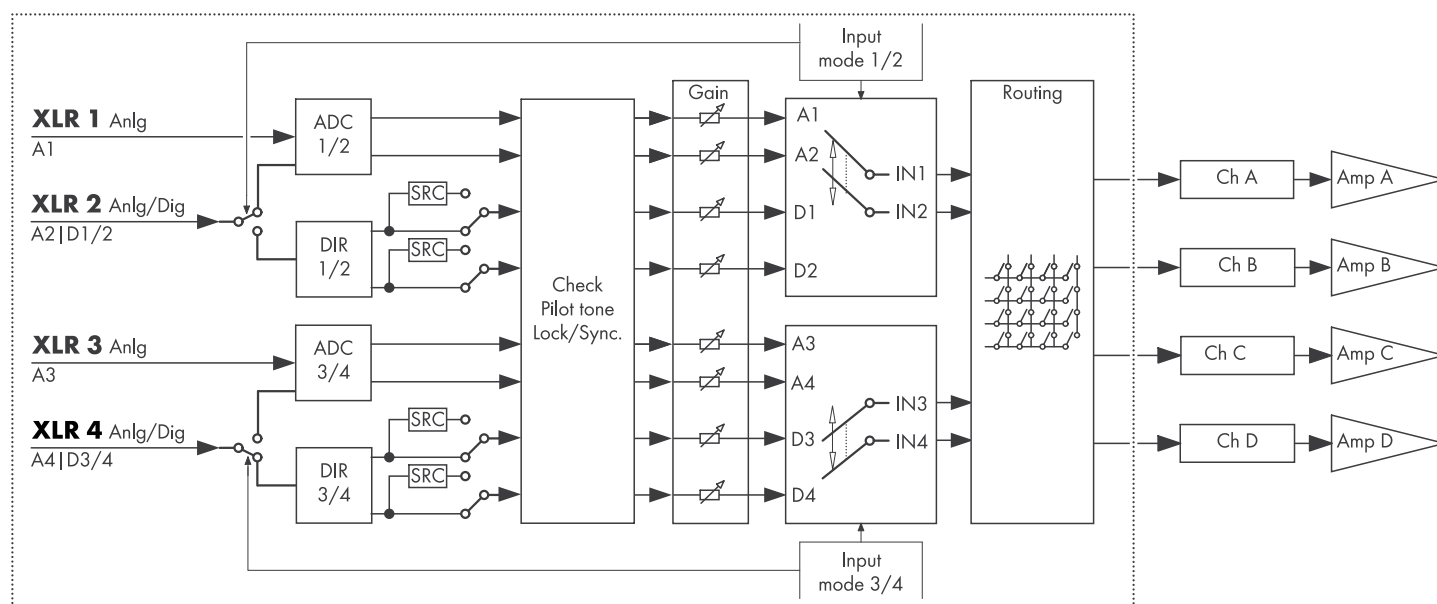 Input
mode 1/2
XLR 1 Anlg
A1
ADC
1/2
XLR 2 Anlg/Dig
A2|D1/2
DIR
1/2
SRC
SRC
XLR 3 Anlg
A3
ADC
3/4
XLR 4 Anlg/Dig
A4|D3/4
DIR
3/4
SRC
SRC
Check
Pilot tone
Lock/Sync.
Gain
A1
A2
D1
D2
IN1
IN2
A3
A4
D3
D4
IN3
IN4
Input
mode 3/4
Routing
Ch A
Amp A
Ch B
Amp B
Ch C
Amp C
Ch D
Amp D